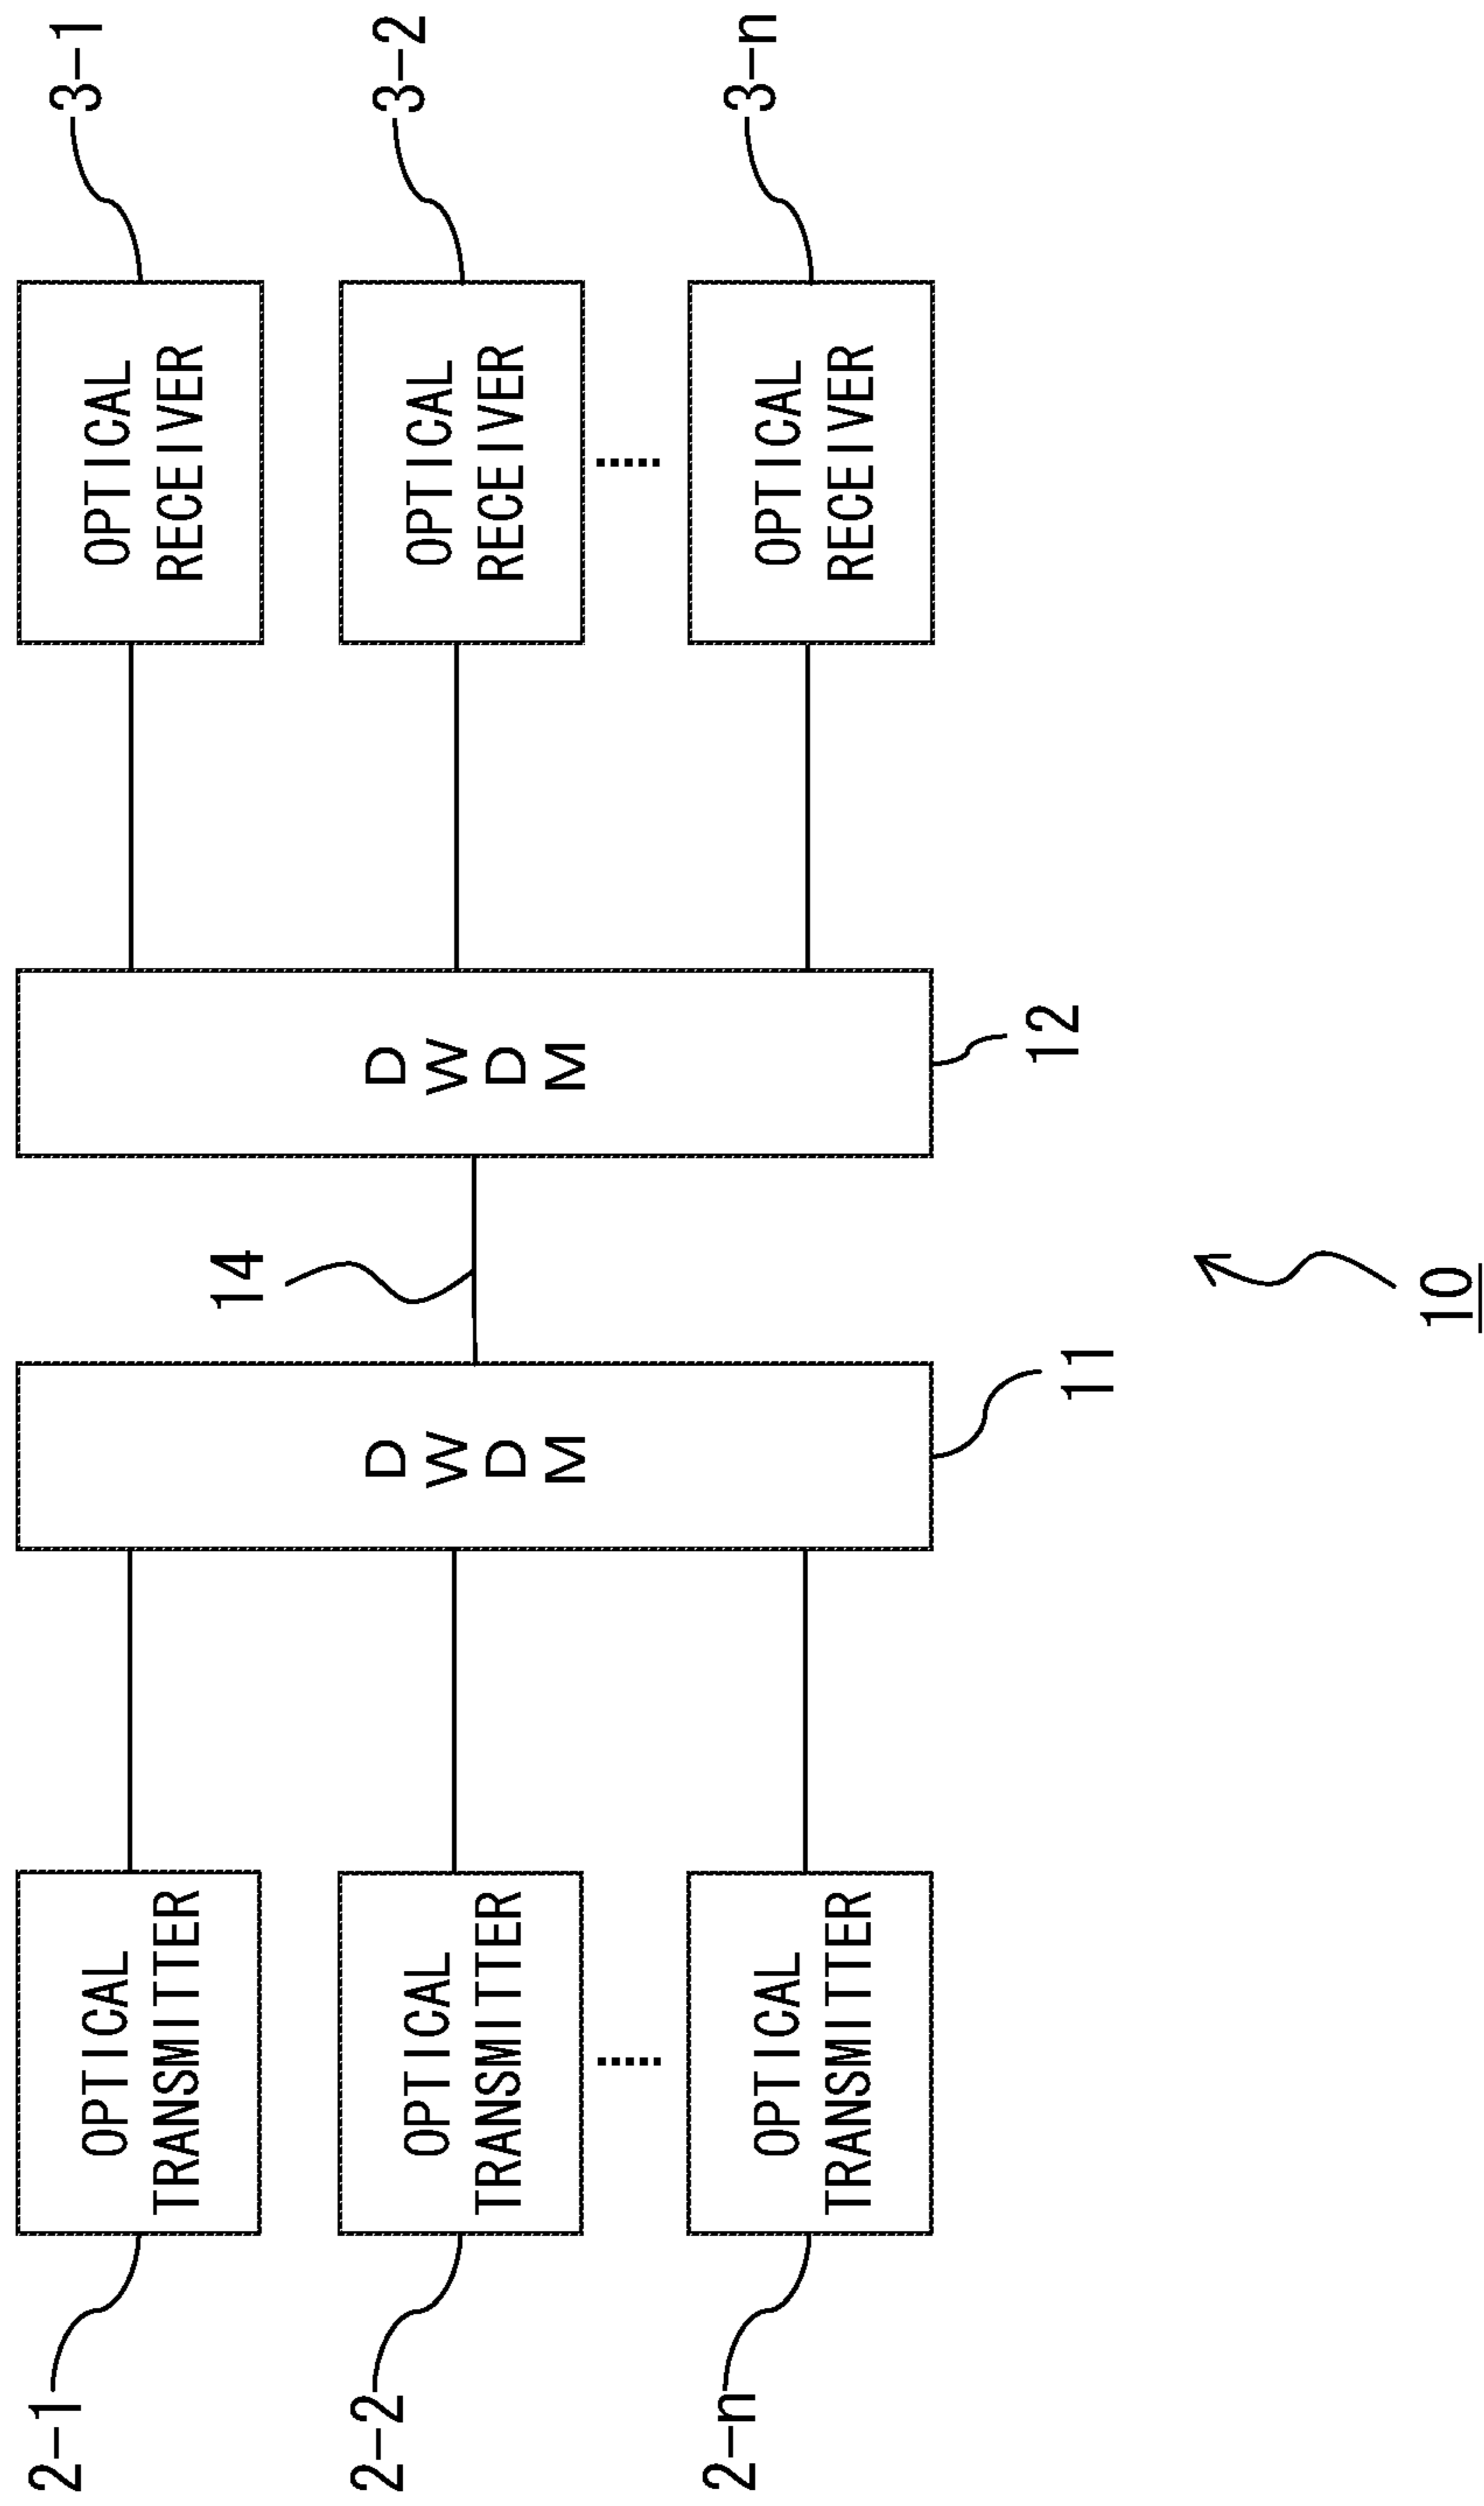 2-1
OPTICAL
TRANSMITTER
2-2
OPTICAL
TRANSMITTER
2-n
OPTICAL
TRANSMITTER
D
W
D
M
11
14
D
W
D
M
12
3-1
OPTICAL
RECEIVER
3-2
OPTICAL
RECEIVER
3-n
OPTICAL
RECEIVER
10